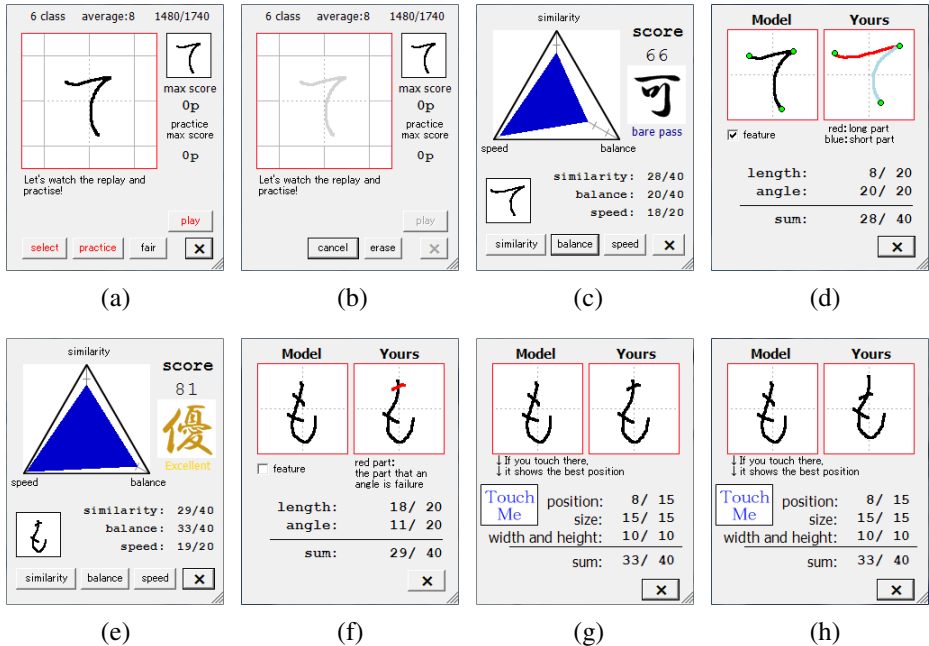 6 class average:8 1480/1740
max score
0p
practice
max score
0p
Let's watch the replay and
practise!
play
select practice fair ×
(a)
6 class average:8 1480/1740
max score
0p
practice
max score
0p
Let's watch the replay and
practise!
play
cancel erase ×
(b)
similarity
score
66
可
bare pass
speed balance
similarity: 28/40
balance: 20/40
speed: 18/20
similarity balance speed ×
(c)
Model Yours
feature
red:long part
blue:short part
length: 8/ 20
angle: 20/ 20
sum: 28/ 40
×
(d)
similarity
score
81
優
Excellent
speed balance
similarity: 29/40
balance: 33/40
speed: 19/20
similarity balance speed ×
(e)
Model Yours
も も
feature
red part:
the part that an
angle is failure
length: 18/ 20
angle: 11/ 20
sum: 29/ 40
×
(f)
Model Yours
も も
↓If you touch there,
↓it shows the best position
Touch
Me
position: 8/ 15
size: 15/ 15
width and height: 10/ 10
sum: 33/ 40
×
(g)
Model Yours
も も
↓If you touch there,
↓it shows the best position
Touch
Me
position: 8/ 15
size: 15/ 15
width and height: 10/ 10
sum: 33/ 40
×
(h)